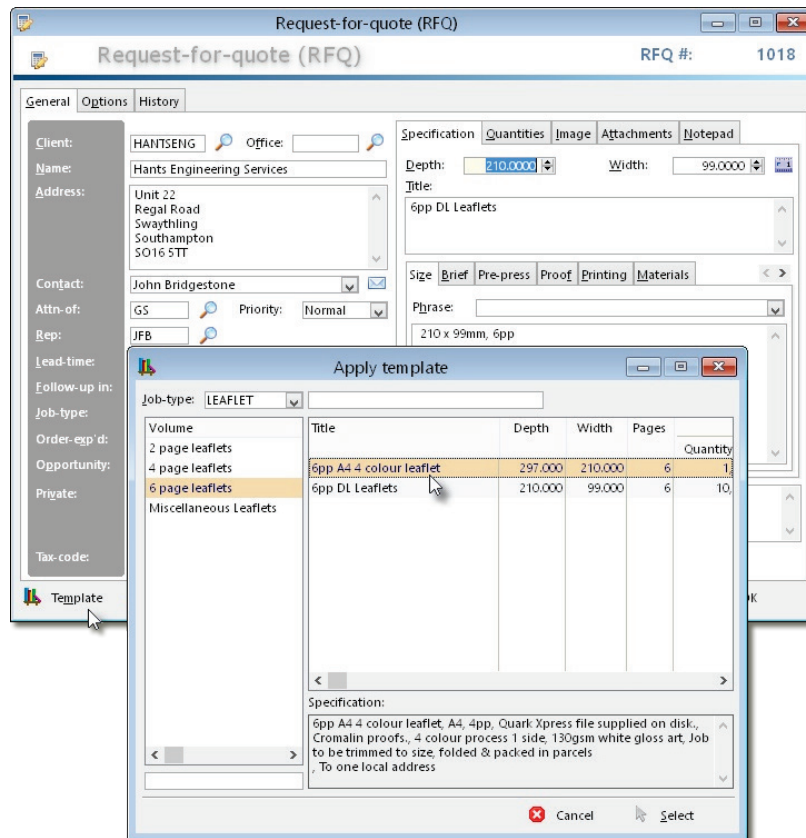 Request-for-quote (RFQ)
Request-for-quote (RFQ) RFQ #: 1018
General Options History
Client: HANTSENG Office:
Name: Hants Engineering Services
Address: Unit 22
Regal Road
Swaythling
Southampton
SO16 5TT
Contact: John Bridgestone
Attn-of: GS Priority: Normal
Rep: JFB
Lead-time:
Follow-up in:
Job-type:
Order-exp'd:
Opportunity:
Private:
Tax-code:
Template
Specification Quantities Image Attachments Notepad
Depth: 210.0000 Width: 99.0000
Title:
6pp DL Leaflets
Size Brief Pre-press Proof Printing Materials
Phrase:
210 x 99mm, 6pp
Apply template
Job-type: LEAFLET
Volume
2 page leaflets
4 page leaflets
6 page leaflets
Miscellaneous Leaflets
Title Depth Width Pages
Quantity
6pp A4 4 colour leaflet 297.000 210.000 6 1,
6pp DL Leaflets 210.000 99.000 6 10,
Specification:
6pp A4 4 colour leaflet, A4, 4pp, Quark Xpress file supplied on disk.,
Cromalin proofs., 4 colour process 1 side, 130gsm white gloss art, Job
to be trimmed to size, folded & packed in parcels
, To one local address
Cancel Select